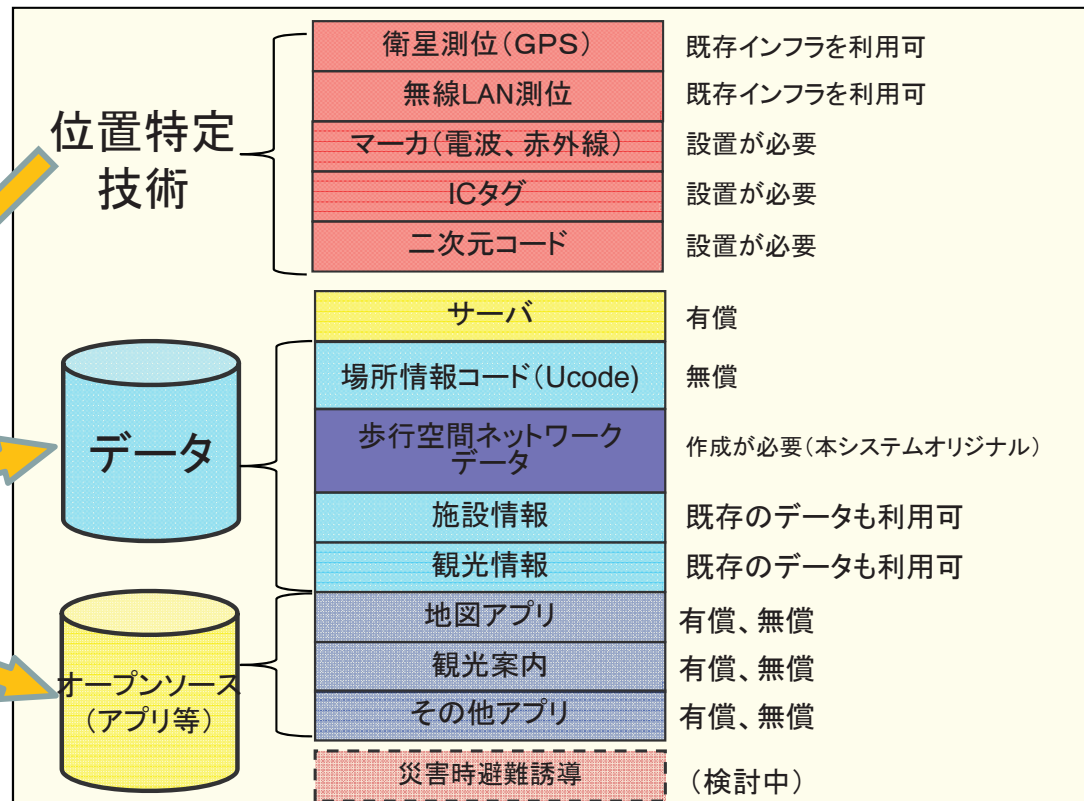 位置特定
技術
衛星測位(GPS) 既存インフラを利用可
無線LAN測位 既存インフラを利用可
マーカ(電波、赤外線) 設置が必要
ICタグ 設置が必要
二次元コード 設置が必要
サーバ 有償
データ
場所情報コード(Ucode) 無償
歩行空間ネットワーク
データ
作成が必要(本システムオリジナル)
施設情報 既存のデータも利用可
観光情報 既存のデータも利用可
オープンソース
(アプリ等)
地図アプリ 有償、無償
観光案内 有償、無償
その他アプリ 有償、無償
災害時避難誘導 (検討中)